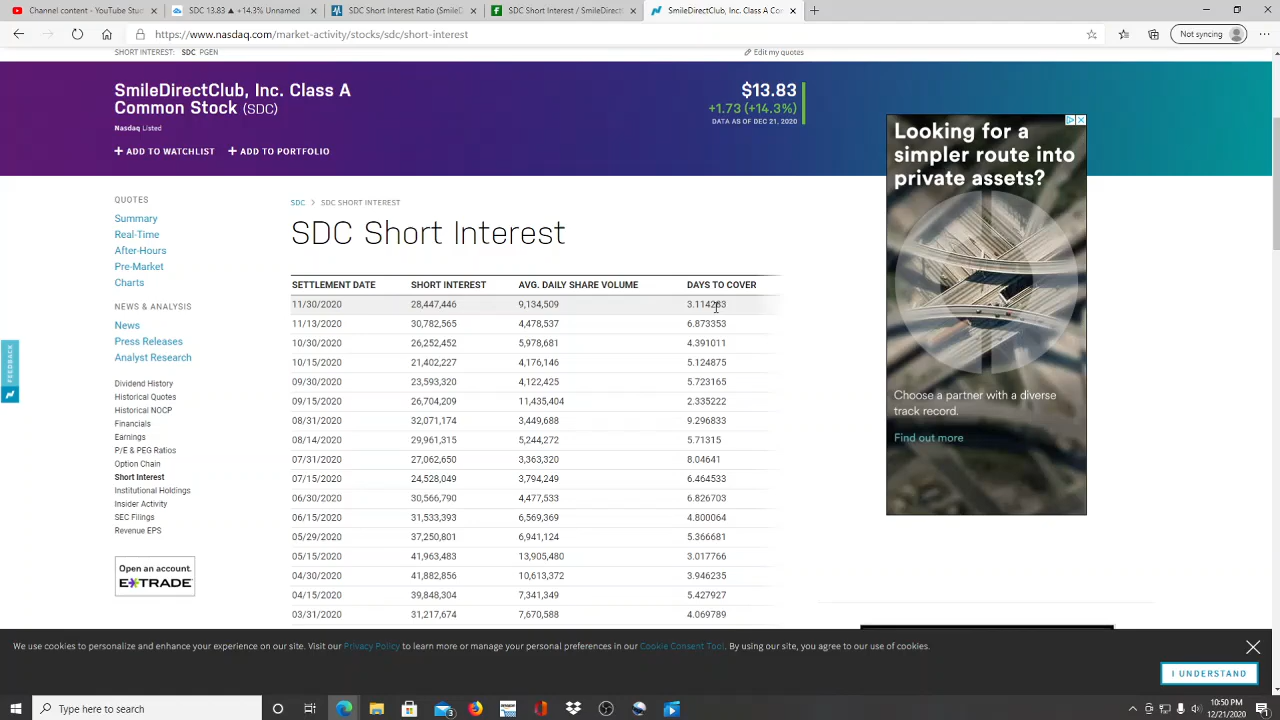 Channel content - YouTu
SDC 13.83 ▲ +14.3% Unnamed
SDC Short Interest Ratio / SmileD
SDC Short Interest / SmileDirectC
SmileDirectClub, Inc. Class A Com
https://www.nasdaq.com/market-activity/stocks/sdc/short-interest
Not syncing
SHORT INTEREST: SDC PGEN
Edit my quotes
SmileDirectClub, Inc. Class A
Common Stock (SDC)
Nasdaq Listed
+ ADD TO WATCHLIST + ADD TO PORTFOLIO
$13.83
+1.73 (+14.3%)
DATA AS OF DEC 21, 2020
QUOTES
Summary
Real-Time
After-Hours
Pre-Market
Charts
NEWS & ANALYSIS
News
Press Releases
Analyst Research
Dividend History
Historical Quotes
Historical NOCP
Financials
Earnings
P/E & PEG Ratios
Option Chain
Short Interest
Institutional Holdings
Insider Activity
SEC Filings
Revenue EPS
Open an account.
E*TRADE
FEEDBACK
SDC > SDC SHORT INTEREST
SDC Short Interest
SETTLEMENT DATE SHORT INTEREST AVG. DAILY SHARE VOLUME DAYS TO COVER
11/30/2020 28,447,446 9,134,509
11/13/2020 30,782,565 4,478,537 6.873353
10/30/2020 26,252,452 5,978,681 4.391011
10/15/2020 21,402,227 4,176,146 5.124875
09/30/2020 23,593,320 4,122,425 5.723165
09/15/2020 26,704,209 11,435,404 2.335222
08/31/2020 32,071,174 3,449,688 9.296833
08/14/2020 29,961,315 5,244,272 5.71315
07/31/2020 27,062,650 3,363,320 8.04641
07/15/2020 24,528,049 3,794,249 6.464533
06/30/2020 30,566,790 4,477,533 6.826703
06/15/2020 31,533,393 6,569,369 4.800064
05/29/2020 37,250,801 6,941,124 5.366681
05/15/2020 41,963,483 13,905,480 3.017766
04/30/2020 41,882,856 10,613,372 3.946235
04/15/2020 39,848,304 7,341,349 5.427927
03/31/2020 31,217,674 7,670,588 4.069789
Looking for a
simpler route into
private assets?
Choose a partner with a diverse
track record.
Find out more
We use cookies to personalize and enhance your experience on our site. Visit our Privacy Policy to learn more or manage your personal preferences in our Cookie Consent Tool. By using our site, you agree to our use of cookies.
I UNDERSTAND
Type here to search
10:50 PM
12/21/2020